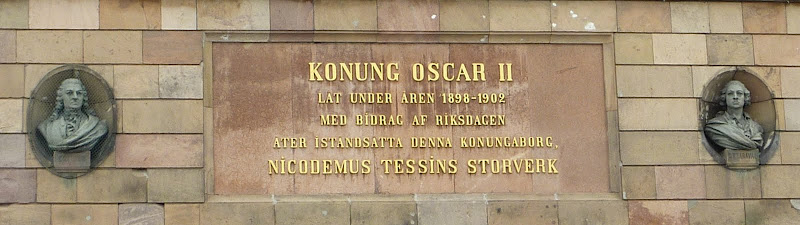 KONUNG OSCAR II
LÄT UNDER ÅREN 1898-1902
MED BIDRAG AF RIKSDAGEN
ÅTER ISTÅNDSÄTTA DENNA KONUNGABORG,
NICODEMUS TESSINS STORVERK